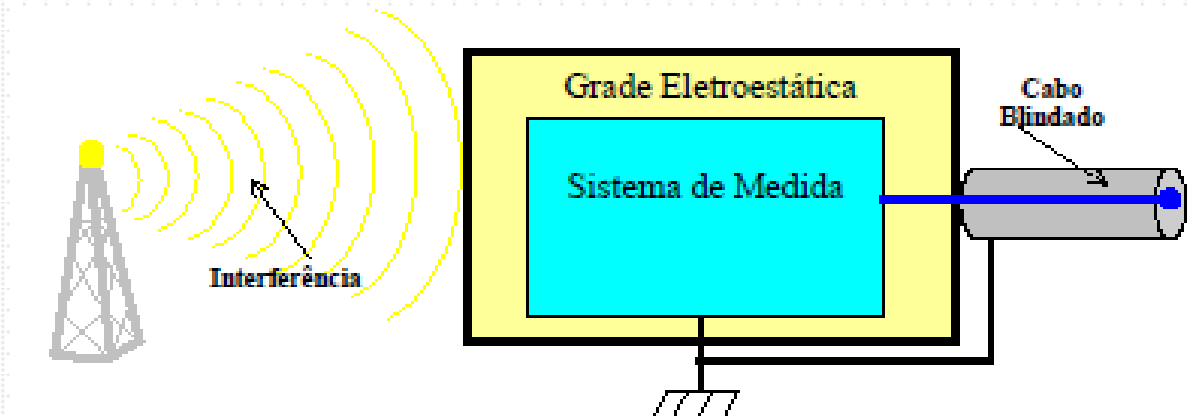 Grade Eletroestática
Cabo
Blindado
Sistema de Medida
Interferência